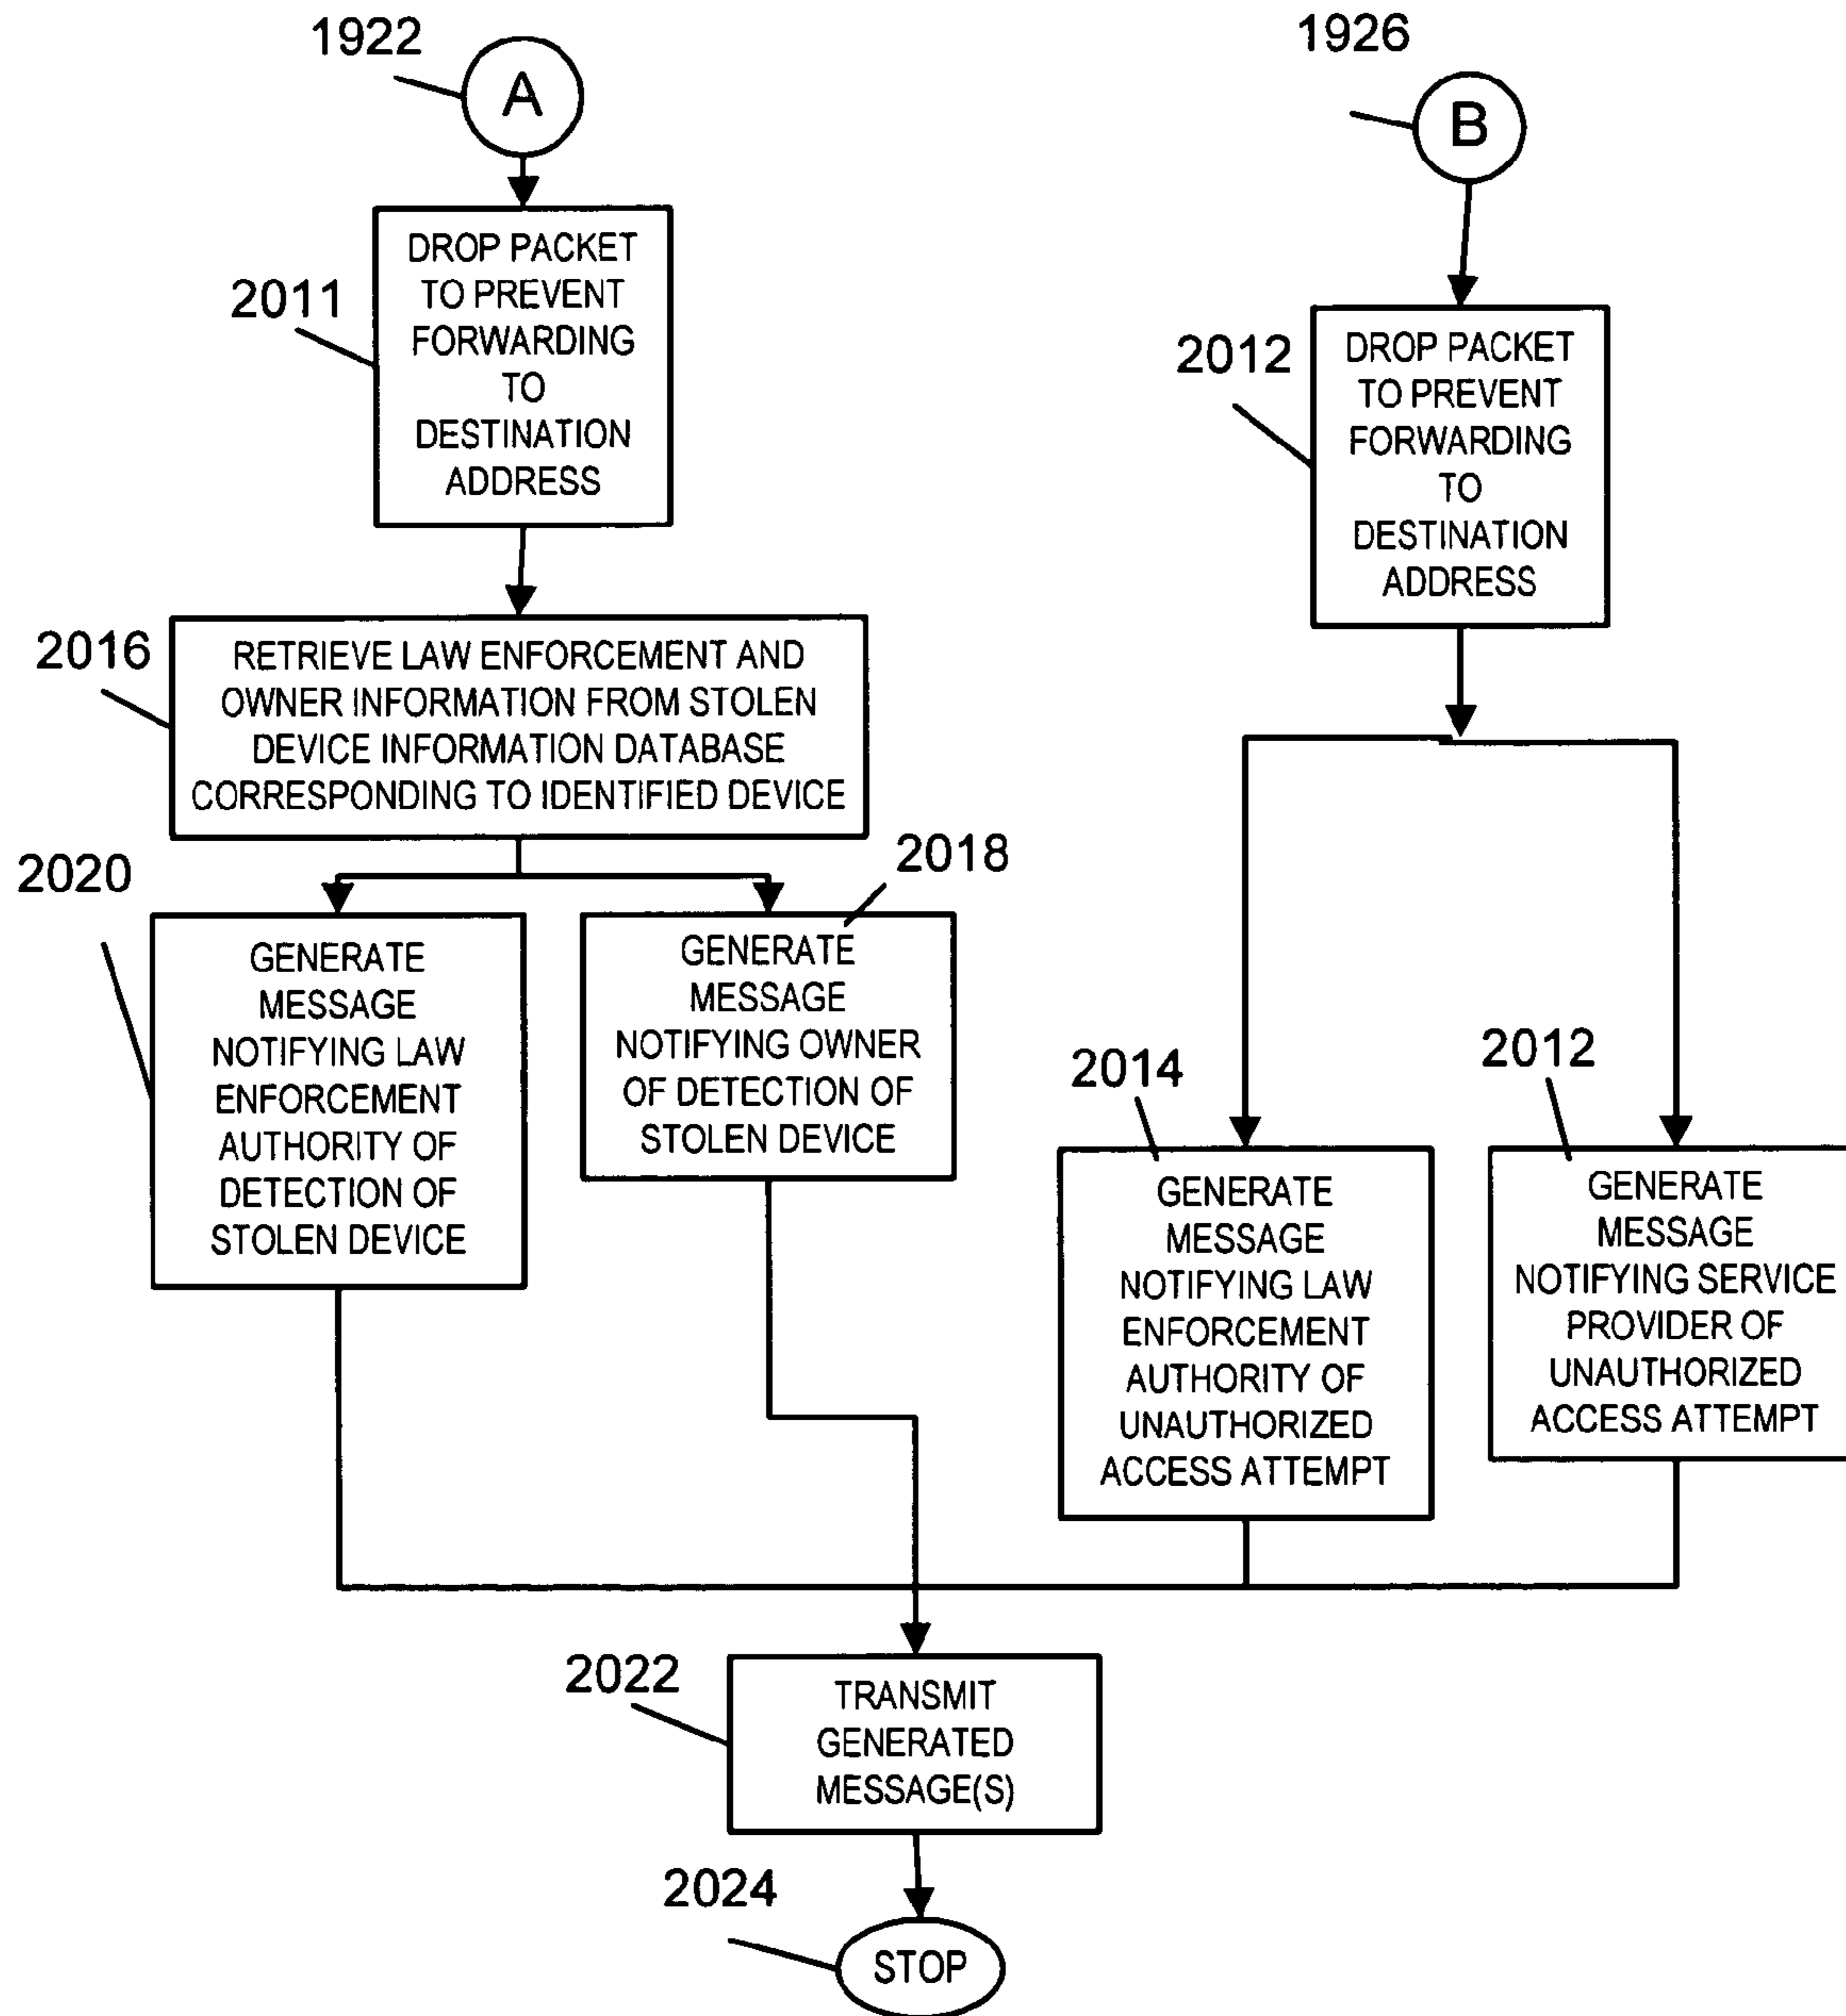 1922
A
1926
B
2011
DROP PACKET
TO PREVENT
FORWARDING
TO
DESTINATION
ADDRESS
2012
DROP PACKET
TO PREVENT
FORWARDING
TO
DESTINATION
ADDRESS
2016
RETRIEVE LAW ENFORCEMENT AND
OWNER INFORMATION FROM STOLEN
DEVICE INFORMATION DATABASE
CORRESPONDING TO IDENTIFIED DEVICE
2020
GENERATE
MESSAGE
NOTIFYING LAW
ENFORCEMENT
AUTHORITY OF
DETECTION OF
STOLEN DEVICE
2018
GENERATE
MESSAGE
NOTIFYING OWNER
OF DETECTION OF
STOLEN DEVICE
2014
GENERATE
MESSAGE
NOTIFYING LAW
ENFORCEMENT
AUTHORITY OF
UNAUTHORIZED
ACCESS ATTEMPT
2012
GENERATE
MESSAGE
NOTIFYING SERVICE
PROVIDER OF
UNAUTHORIZED
ACCESS ATTEMPT
2022
TRANSMIT
GENERATED
MESSAGE(S)
2024
STOP